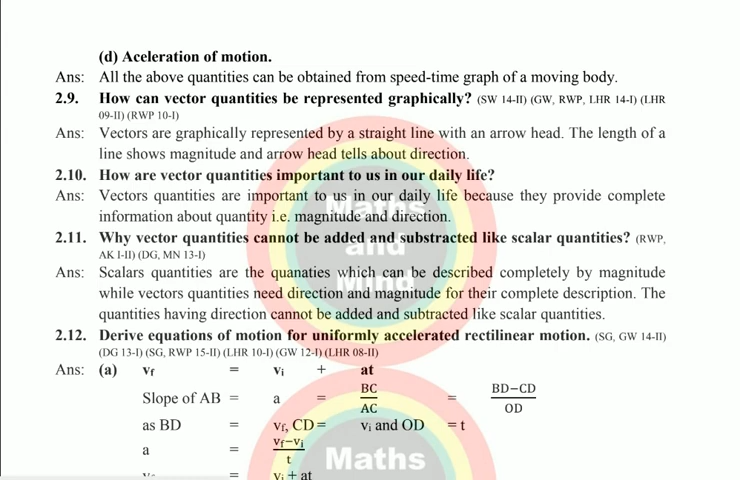 (d) Aceleration of motion.
Ans: All the above quantities can be obtained from speed-time graph of a moving body.
2.9. How can vector quantities be represented graphically? (SW 14-II) (GW, RWP, LHR 14-I) (LHR
09-II) (RWP 10-I)
Ans: Vectors are graphically represented by a straight line with an arrow head. The length of a
line shows magnitude and arrow head tells about direction.
2.10. How are vector quantities important to us in our daily life?
Ans: Vectors quantities are important to us in our daily life because they provide complete
information about quantity i.e. magnitude and direction.
2.11. Why vector quantities cannot be added and substracted like scalar quantities? (RWP,
AK I-II) (DG, MN 13-I)
Ans: Scalars quantities are the quanaties which can be described completely by magnitude
while vectors quantities need direction and magnitude for their complete description. The
quantities having direction cannot be added and subtracted like scalar quantities.
2.12. Derive equations of motion for uniformly accelerated rectilinear motion. (SG, GW 14-II)
(DG 13-I) (SG, RWP 15-II) (LHR 10-I) (GW 12-I) (LHR 08-II)
Ans: (a) vf = vi + at
Slope of AB = a = BC/AC = BD−CD/OD
as BD = vf, CD = vi and OD = t
a = vf−vi/t
= vi + at
Maths
and
Mind
Maths